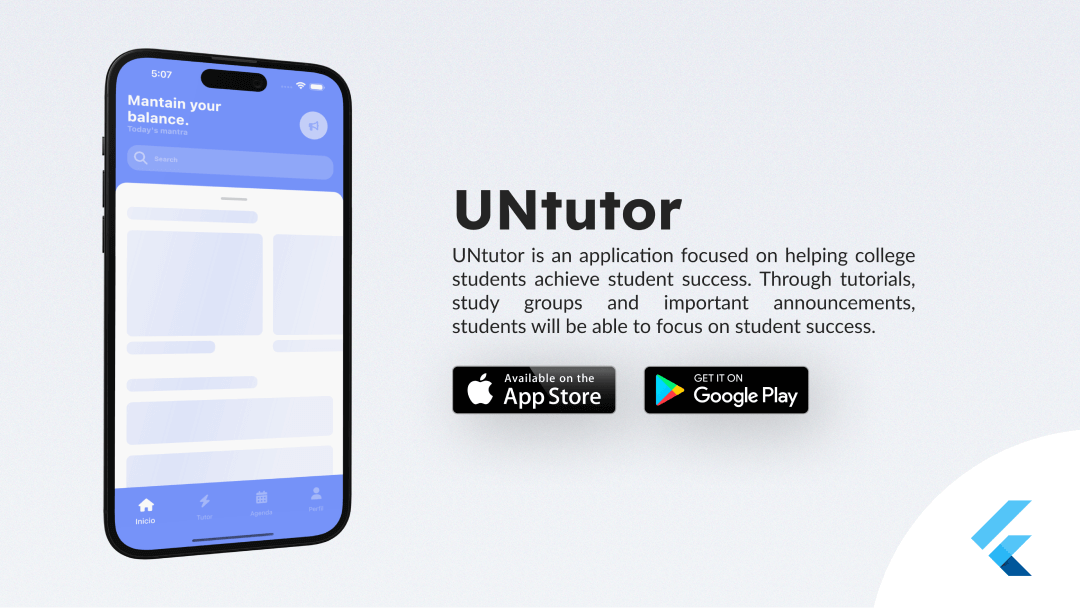 5:07
Mantain your
balance.
Today's mantra
Search
Inicio
Tutor
Agenda
Perfil
UNtutor
UNtutor is an application focused on helping college
students achieve student success. Through tutorials,
study groups and important announcements,
students will be able to focus on student success.
Available on the
App Store
GET IT ON
Google Play